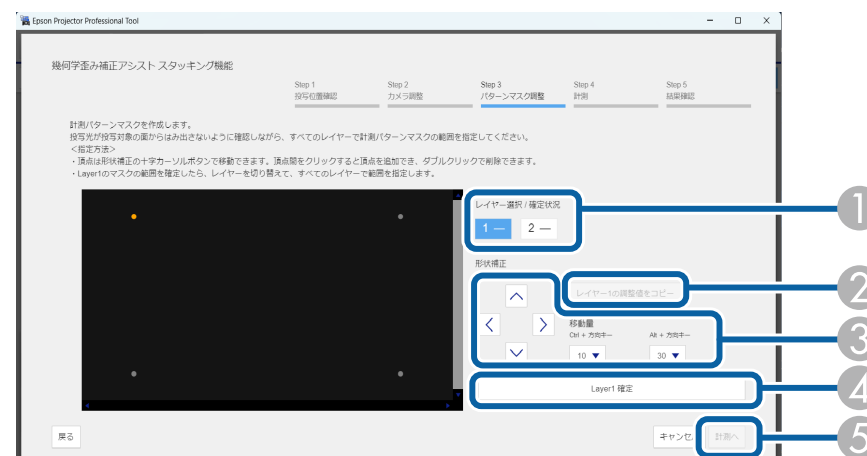 Epson Projector Professional Tool
幾何学歪み補正アシスト スタッキング機能
Step 1
投写位置確認
Step 2
カメラ調整
Step 3
パターンマスク調整
Step 4
計測
Step 5
結果確認
計測パターンマスクを作成します。
投写光が投写対象の面からはみ出さないように確認しながら、すべてのレイヤーで計測パターンマスクの範囲を指定してください。
＜指定方法＞
・頂点は形状補正の十字カーソルボタンで移動できます。頂点間をクリックすると頂点を追加でき、ダブルクリックで削除できます。
・Layer1のマスクの範囲を確定したら、レイヤーを切り替えて、すべてのレイヤーで範囲を指定します。
レイヤー選択 / 確定状況
1 —
2 —
1
形状補正
レイヤー1の調整値をコピー
2
移動量
Ctrl + 方向キー
Alt + 方向キー
10 ▼
30 ▼
3
Layer1 確定
4
戻る
キャンセ
計測へ
5